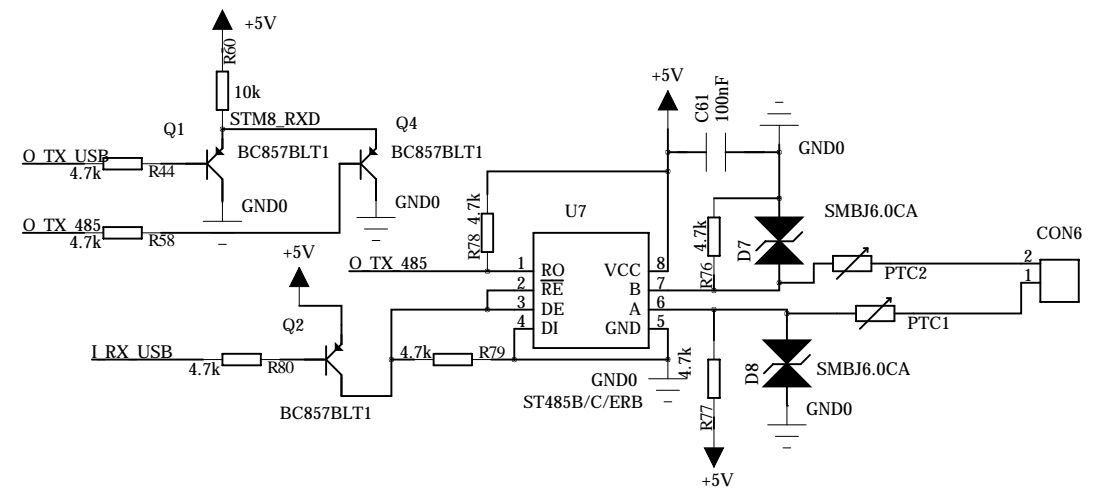 +5V
R60
10k
STM8_RXD
Q1
Q4
BC857BLT1
BC857BLT1
O_TX_USB
4.7k
R44
GND0
GND0
O_TX_485
4.7k
R58
+5V
C61
100nF
GND0
R78 4.7k
U7
R76 4.7k
SMBJ6.0CA
D7
CON6
O_TX_485
1
RO
VCC
8
2
RE
B
7
3
DE
A
6
4
DI
GND
5
PTC2
2
1
PTC1
+5V
Q2
I_RX_USB
4.7k
R80
BC857BLT1
4.7k
R79
GND0
ST485B/C/ERB
4.7k
R77
+5V
D8
SMBJ6.0CA
GND0